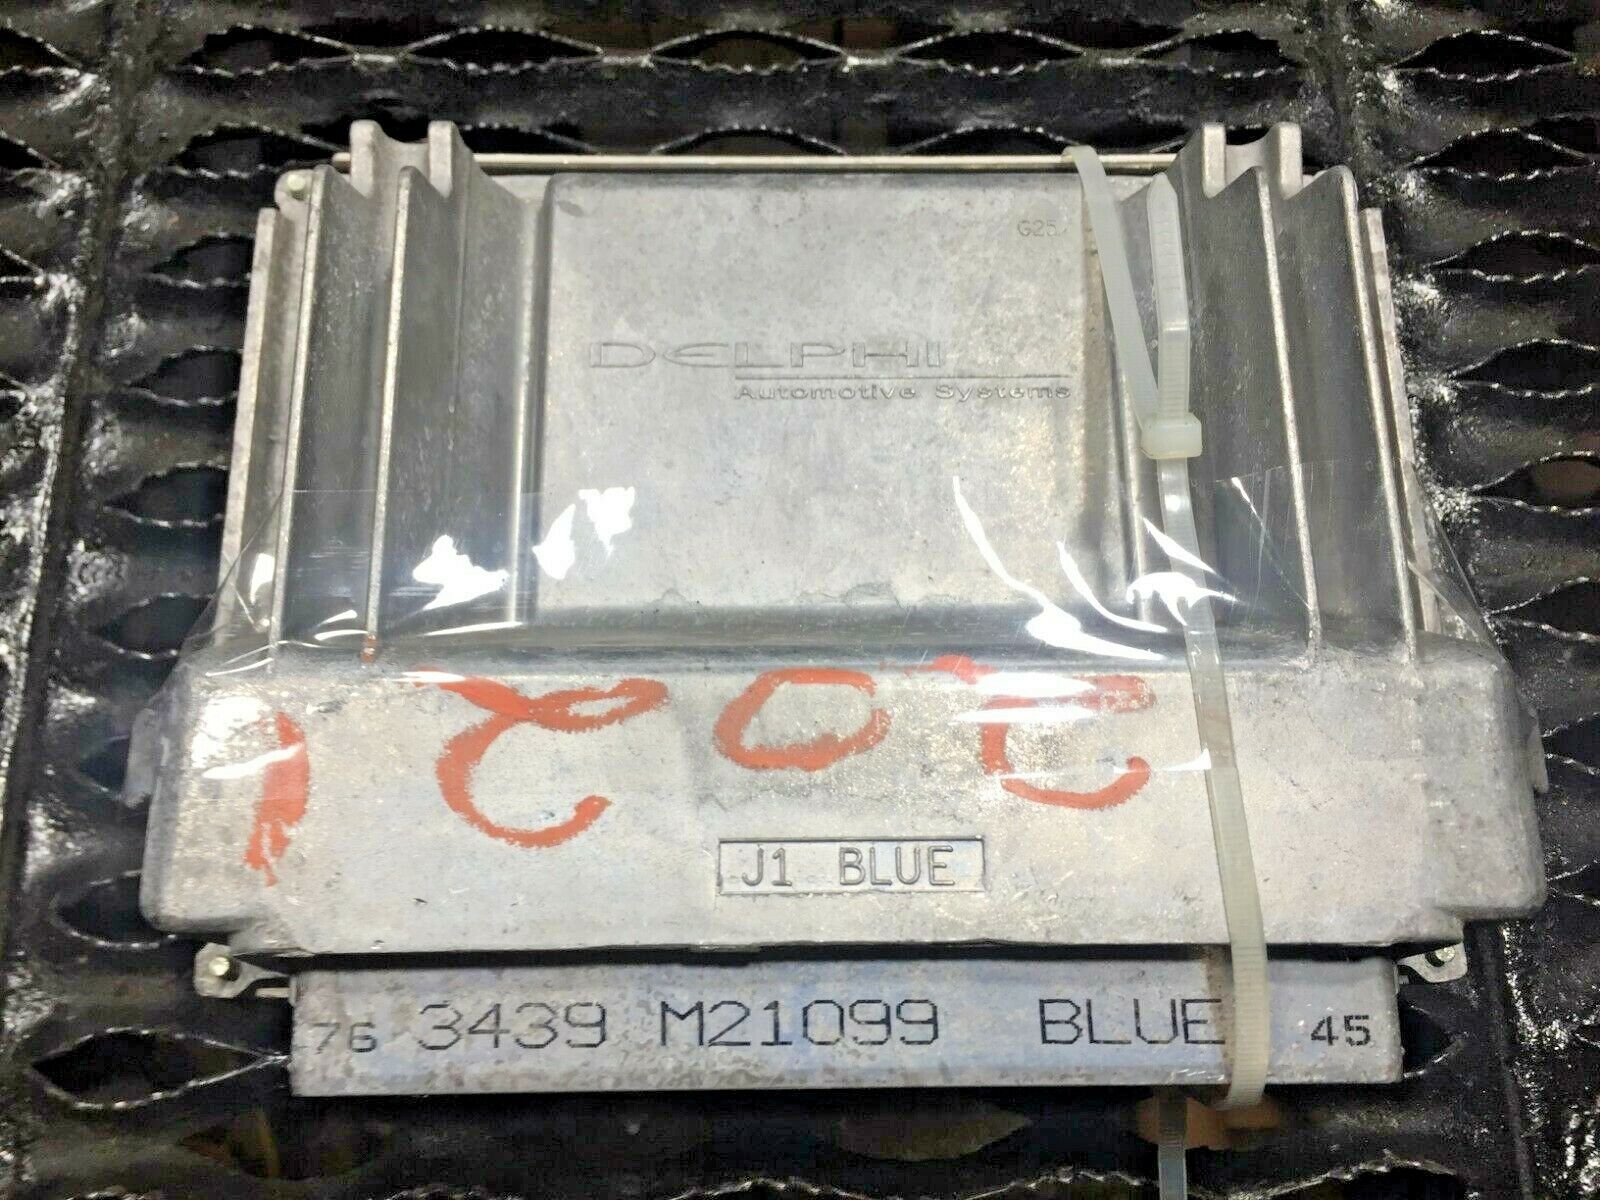 G25
DELPHI
Automotive Systems
J1 BLUE
76 3439 M21099 BLUE 45